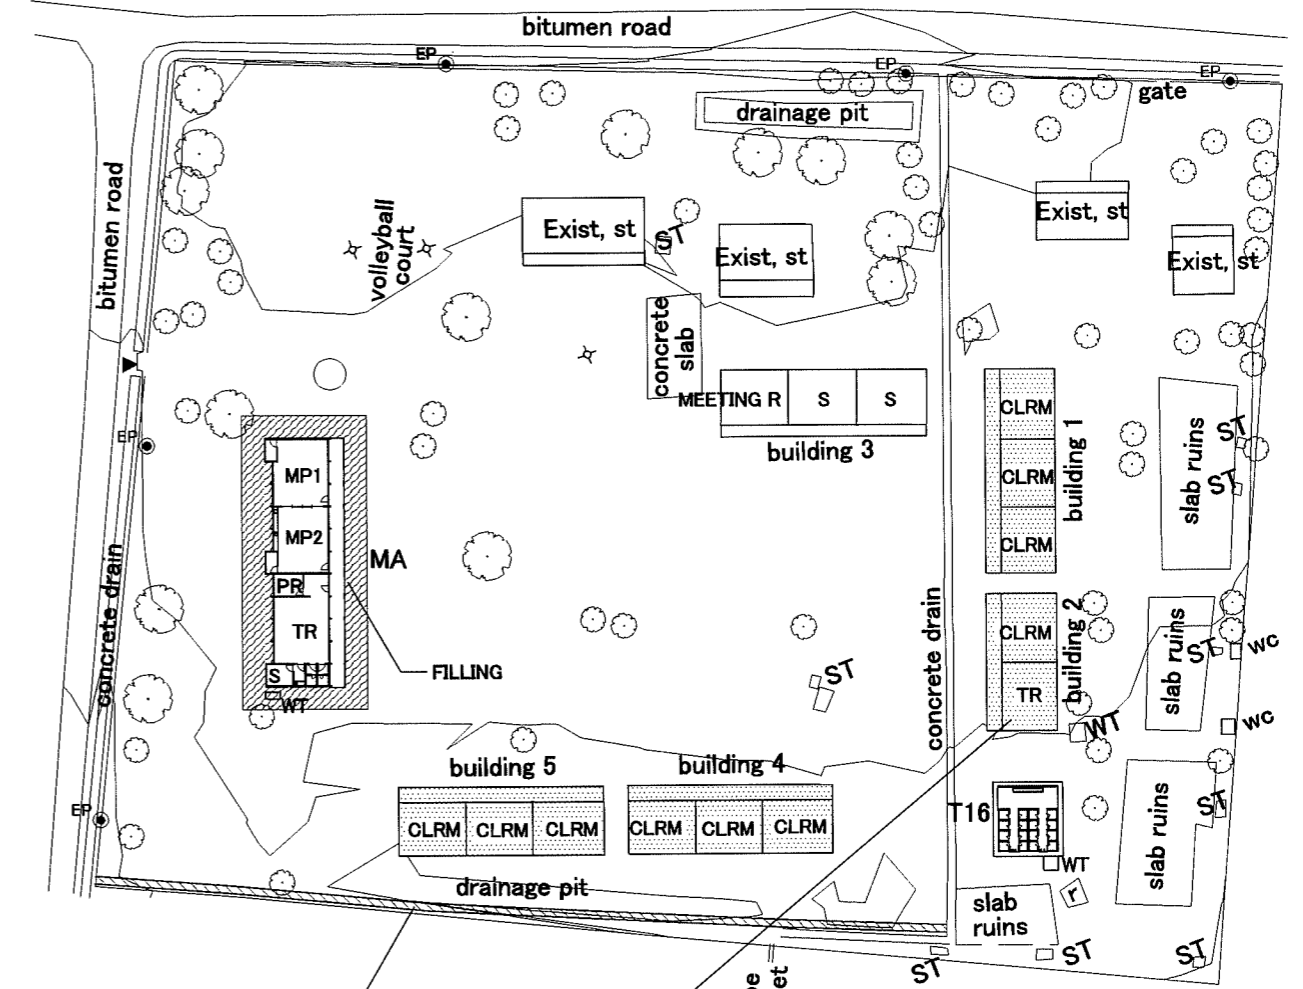 bitumen road
EP
EP
EP
gate
drainage pit
bitumen road
volleyball
court
Exist, st
ST
Exist, st
Exist, st
Exist, st
concrete
slab
MEETING R
S
S
building 3
CLRM
CLRM
CLRM
building 1
slab ruins
ST
ST
EP
MP1
MP2
PR
TR
S
WT
MA
FILLING
concrete drain
concrete drain
CLRM
TR
building 2
WT
slab ruins
ST
wc
wc
ST
building 5
building 4
CLRM
CLRM
CLRM
CLRM
CLRM
CLRM
EP
T16
WT
slab ruins
ST
drainage pit
slab
ruins
r
ST
ST
ST